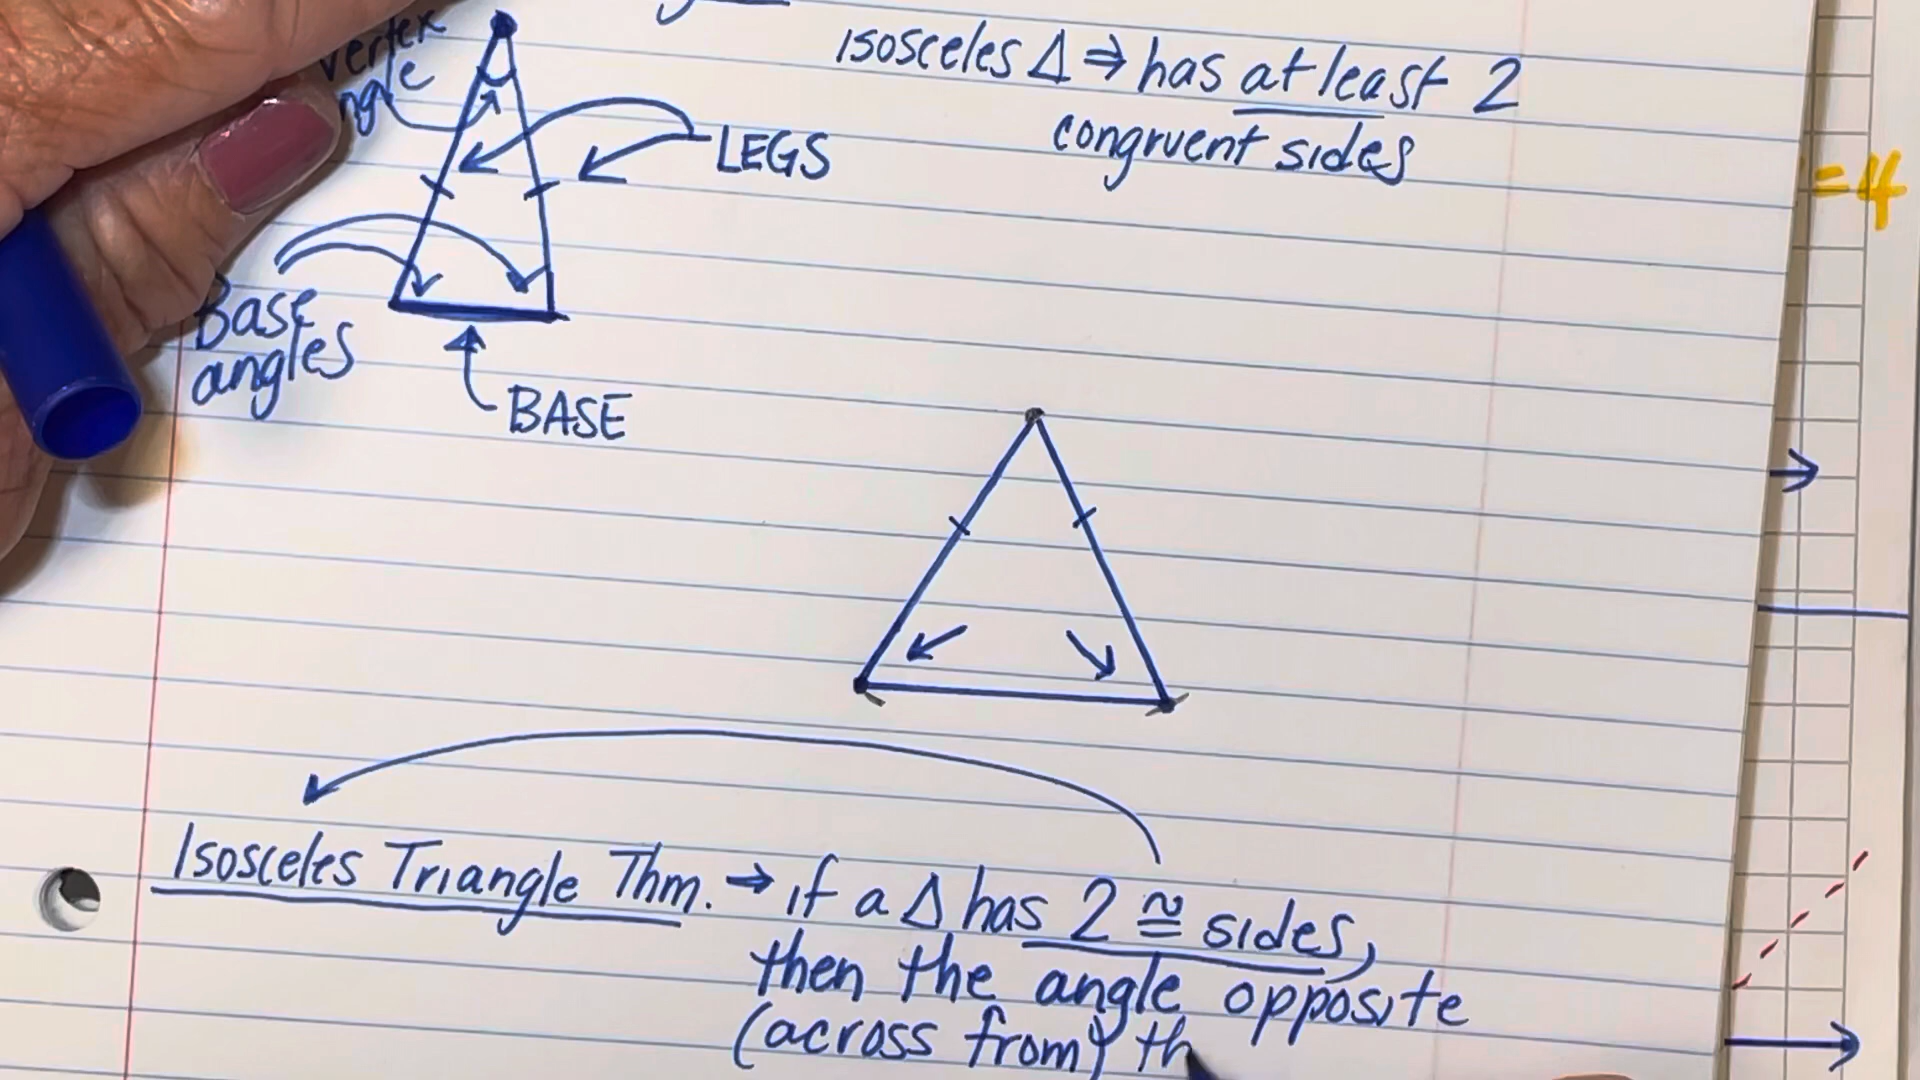 Isosceles Δ ⇒ has at least 2
congruent sides
vertex
angle
LEGS
= 4
Base
angles
BASE
Isosceles Triangle Thm. → if a Δ has 2 ≅ sides,
then the angle opposite
(across from) th